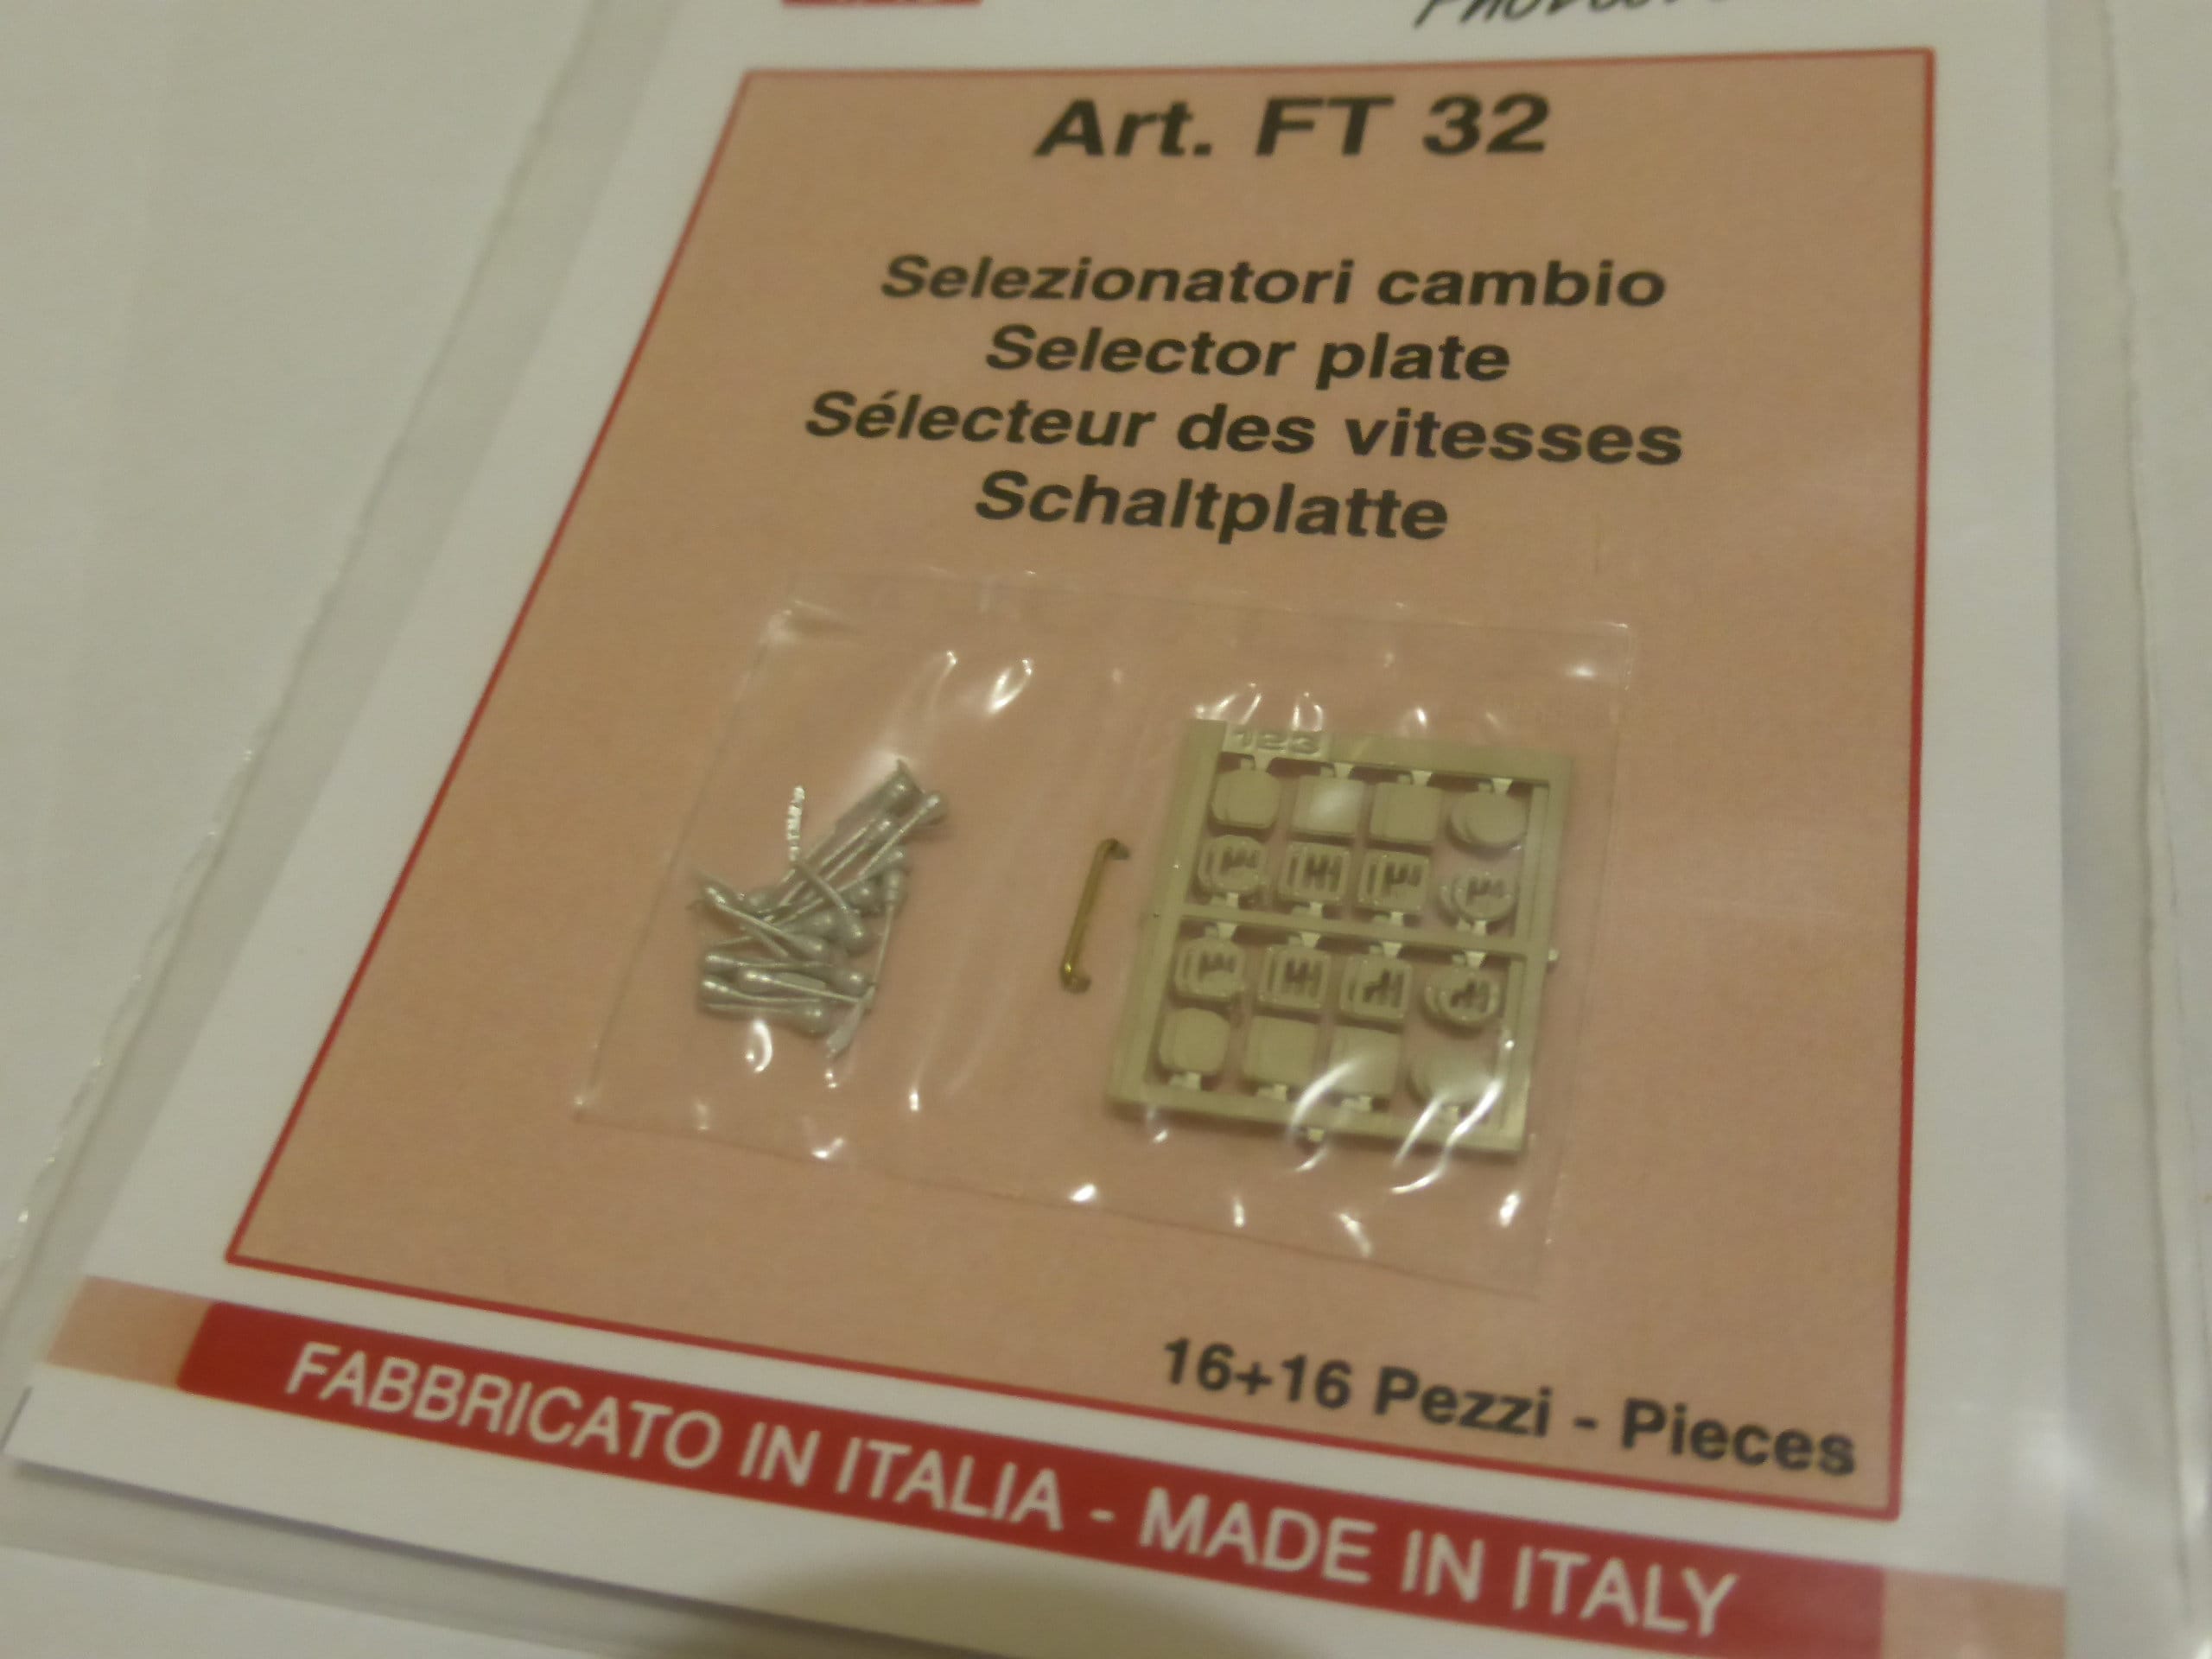 Art. FT 32
Selezionatori cambio
Selector plate
Sélecteur des vitesses
Schaltplatte
123
16+16 Pezzi - Pieces
FABBRICATO IN ITALIA - MADE IN ITALY